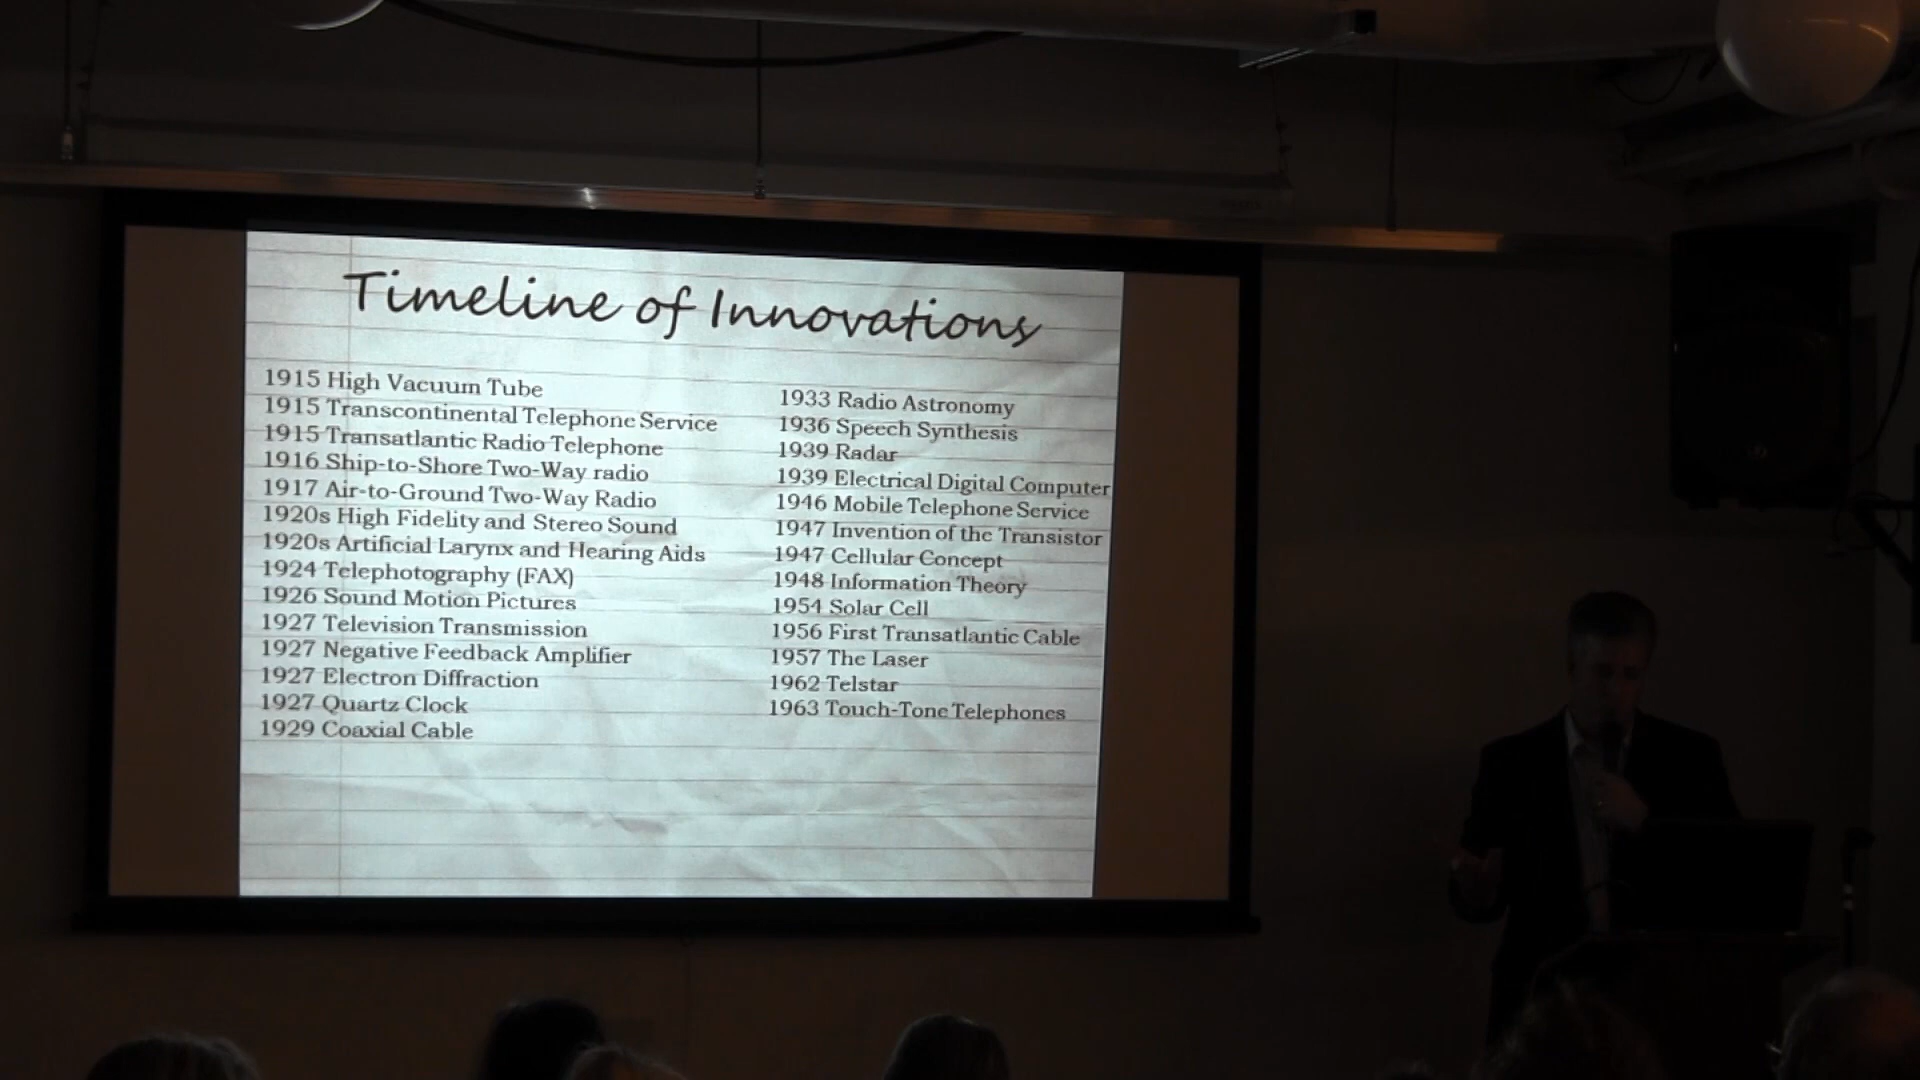 Timeline of Innovations
1915 High Vacuum Tube
1915 Transcontinental Telephone Service
1915 Transatlantic Radio Telephone
1916 Ship-to-Shore Two-Way radio
1917 Air-to-Ground Two-Way Radio
1920s High Fidelity and Stereo Sound
1920s Artificial Larynx and Hearing Aids
1924 Telephotography (FAX)
1926 Sound Motion Pictures
1927 Television Transmission
1927 Negative Feedback Amplifier
1927 Electron Diffraction
1927 Quartz Clock
1929 Coaxial Cable
1933 Radio Astronomy
1936 Speech Synthesis
1939 Radar
1939 Electrical Digital Computer
1946 Mobile Telephone Service
1947 Invention of the Transistor
1947 Cellular Concept
1948 Information Theory
1954 Solar Cell
1956 First Transatlantic Cable
1957 The Laser
1962 Telstar
1963 Touch-Tone Telephones